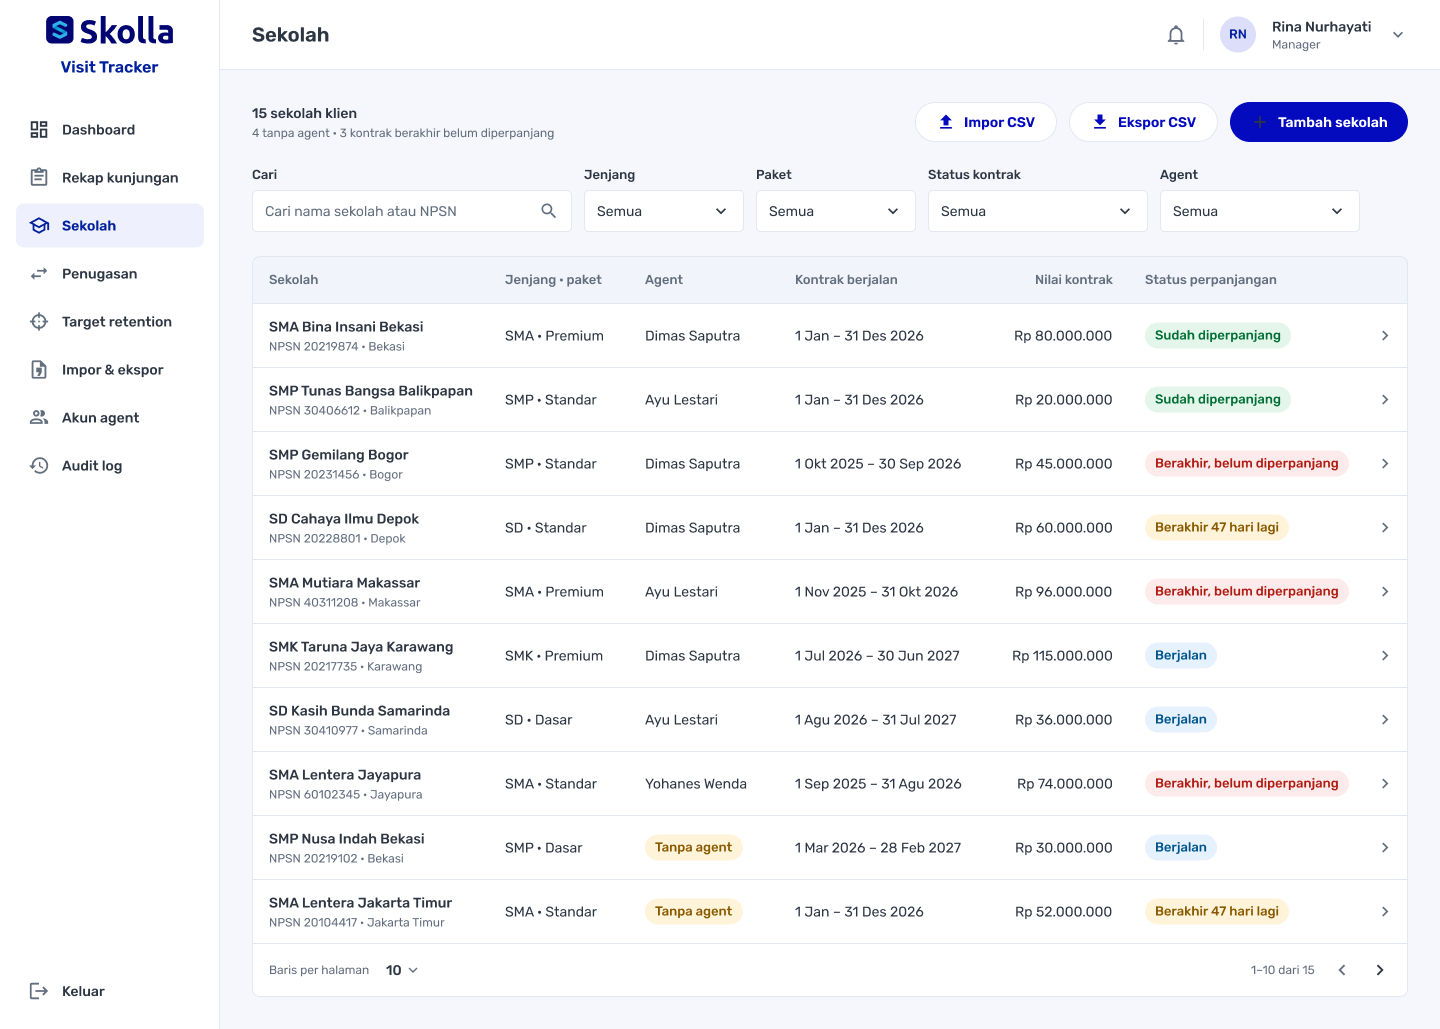 Skolla
Visit Tracker
Dashboard
Rekap kunjungan
Sekolah
Penugasan
Target retention
Impor & ekspor
Akun agent
Audit log
Keluar
Sekolah
RN
Rina Nurhayati
Manager
15 sekolah klien
4 tanpa agent • 3 kontrak berakhir belum diperpanjang
Impor CSV
Ekspor CSV
Tambah sekolah
Cari
Jenjang
Paket
Status kontrak
Agent
Cari nama sekolah atau NPSN
Semua
Semua
Semua
Semua
Sekolah Jenjang • paket Agent Kontrak berjalan Nilai kontrak Status perpanjangan
SMA Bina Insani Bekasi
NPSN 20219874 • Bekasi
SMA • Premium Dimas Saputra 1 Jan – 31 Des 2026 Rp 80.000.000 Sudah diperpanjang
SMP Tunas Bangsa Balikpapan
NPSN 30406612 • Balikpapan
SMP • Standar Ayu Lestari 1 Jan – 31 Des 2026 Rp 20.000.000 Sudah diperpanjang
SMP Gemilang Bogor
NPSN 20231456 • Bogor
SMP • Standar Dimas Saputra 1 Okt 2025 – 30 Sep 2026 Rp 45.000.000 Berakhir, belum diperpanjang
SD Cahaya Ilmu Depok
NPSN 20228801 • Depok
SD • Standar Dimas Saputra 1 Jan – 31 Des 2026 Rp 60.000.000 Berakhir 47 hari lagi
SMA Mutiara Makassar
NPSN 40311208 • Makassar
SMA • Premium Ayu Lestari 1 Nov 2025 – 31 Okt 2026 Rp 96.000.000 Berakhir, belum diperpanjang
SMK Taruna Jaya Karawang
NPSN 20217735 • Karawang
SMK • Premium Dimas Saputra 1 Jul 2026 – 30 Jun 2027 Rp 115.000.000 Berjalan
SD Kasih Bunda Samarinda
NPSN 30410977 • Samarinda
SD • Dasar Ayu Lestari 1 Agu 2026 – 31 Jul 2027 Rp 36.000.000 Berjalan
SMA Lentera Jayapura
NPSN 60102345 • Jayapura
SMA • Standar Yohanes Wenda 1 Sep 2025 – 31 Agu 2026 Rp 74.000.000 Berakhir, belum diperpanjang
SMP Nusa Indah Bekasi
NPSN 20219102 • Bekasi
SMP • Dasar Tanpa agent 1 Mar 2026 – 28 Feb 2027 Rp 30.000.000 Berjalan
SMA Lentera Jakarta Timur
NPSN 20104417 • Jakarta Timur
SMA • Standar Tanpa agent 1 Jan – 31 Des 2026 Rp 52.000.000 Berakhir 47 hari lagi
Baris per halaman 10
1–10 dari 15